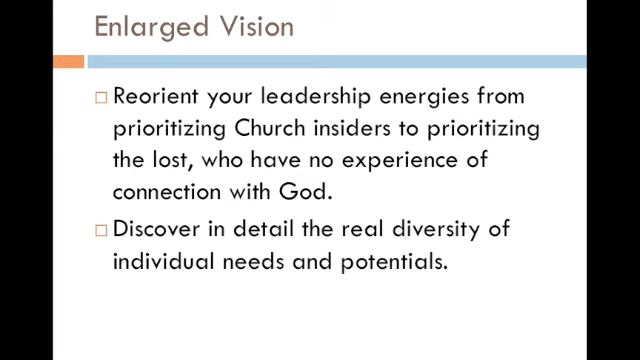 Enlarged Vision
Reorient your leadership energies from
prioritizing Church insiders to prioritizing
the lost, who have no experience of
connection with God.
Discover in detail the real diversity of
individual needs and potentials.